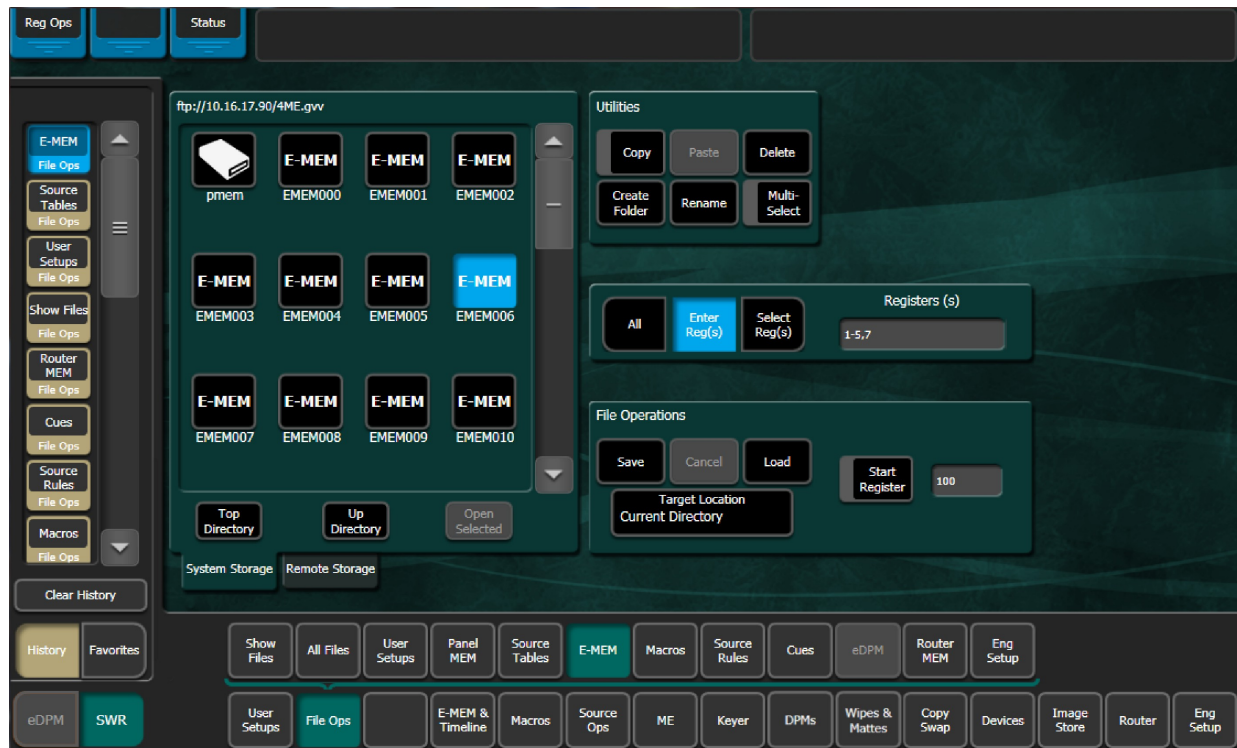 Reg Ops
Status
ftp://10.16.17.90/4ME.gvv
pmem
E-MEM
EMEM000
E-MEM
EMEM001
E-MEM
EMEM002
E-MEM
EMEM003
E-MEM
EMEM004
E-MEM
EMEM005
E-MEM
EMEM006
E-MEM
EMEM007
E-MEM
EMEM008
E-MEM
EMEM009
E-MEM
EMEM010
Top
Directory
Up
Directory
Open
Selected
System Storage
Remote Storage
E-MEM
File Ops
Source
Tables
File Ops
User
Setups
File Ops
Show Files
File Ops
Router
MEM
File Ops
Cues
File Ops
Source
Rules
File Ops
Macros
File Ops
Clear History
History
Favorites
Utilities
Copy
Paste
Delete
Create
Folder
Rename
Multi-
Select
All
Enter
Reg(s)
Select
Reg(s)
Registers (s)
1-5,7
File Operations
Save
Cancel
Load
Start
Register
100
Target Location
Current Directory
Show
Files
All Files
User
Setups
Panel
MEM
Source
Tables
E-MEM
Macros
Source
Rules
Cues
eDPM
Router
MEM
Eng
Setup
eDPM
SWR
User
Setups
File Ops
E-MEM &
Timeline
Macros
Source
Ops
ME
Keyer
DPMs
Wipes &
Mattes
Copy
Swap
Devices
Image
Store
Router
Eng
Setup